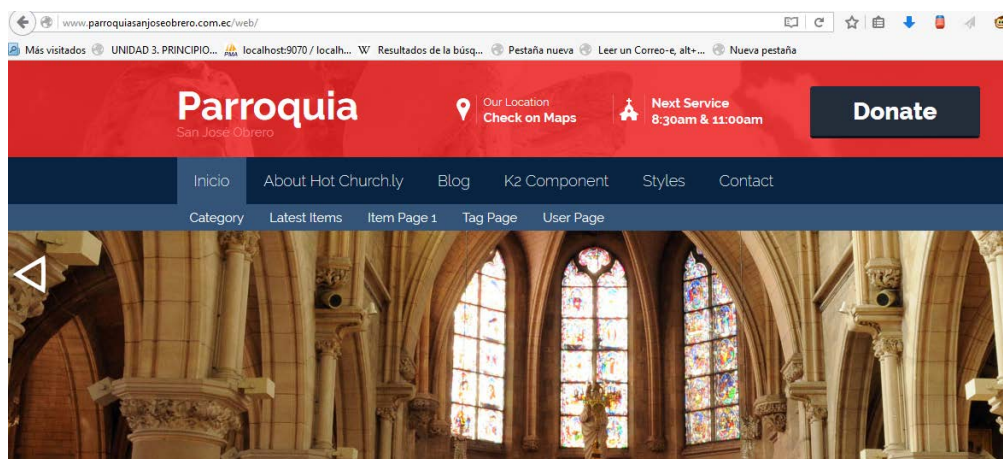 www.parroquiasanjoseobrero.com.ec/web/
Más visitados UNIDAD 3. PRINCIPIO... PMA localhost:9070 / localh... W Resultados de la búsq... Pestaña nueva Leer un Correo-e, alt+... Nueva pestaña
Parroquia
San Jose Obrero
Our Location
Check on Maps
Next Service
8:30am & 11:00am
Donate
Inicio About Hot Church.ly Blog K2 Component Styles Contact
Category Latest Items Item Page 1 Tag Page User Page